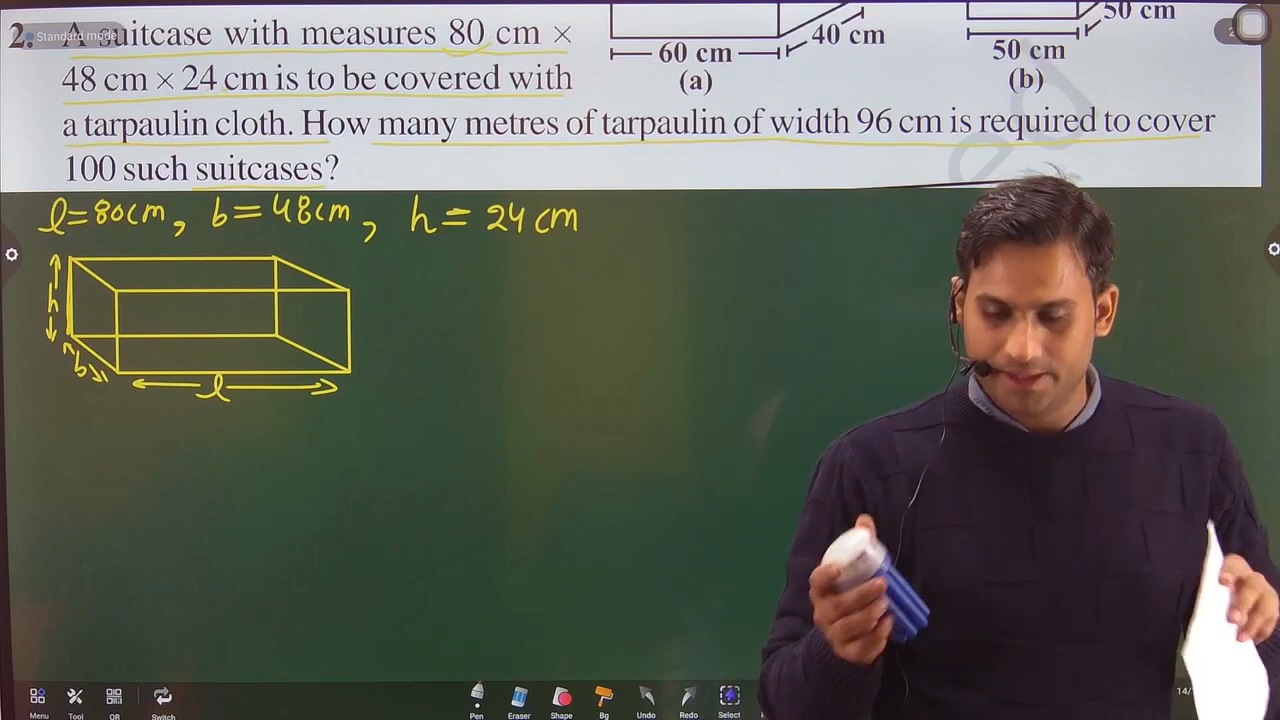 50 cm
40 cm
60 cm
50 cm
(a)
(b)
2. A suitcase with measures 80 cm ×
Standard mode
48 cm × 24 cm is to be covered with
a tarpaulin cloth. How many metres of tarpaulin of width 96 cm is required to cover
100 such suitcases?
l=80cm, b=48cm, h=24cm
h
b
l
Menu
Tool
QR
Switch
Pen
Eraser
Shape
Bg
Undo
Redo
Select